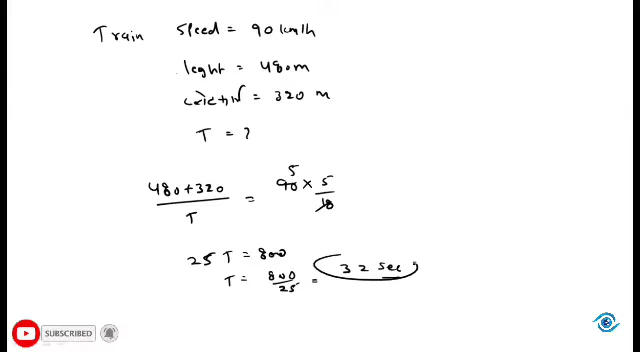 Train speed = 90 km/h
leght = 480m
= 320 m
T = ?
480+320 / T = 90 × 5/18
5
25 T = 800
T = 800/25 = 32 sec
SUBSCRIBED